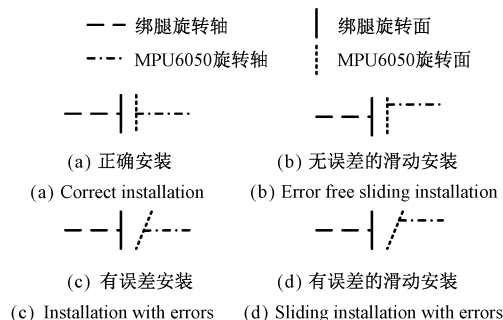 绑腿旋转轴 绑腿旋转面
MPU6050旋转轴 MPU6050旋转面
(a) 正确安装 (b) 无误差的滑动安装
(a) Correct installation (b) Error free sliding installation
(c) 有误差安装 (d) 有误差的滑动安装
(c) Installation with errors (d) Sliding installation with errors